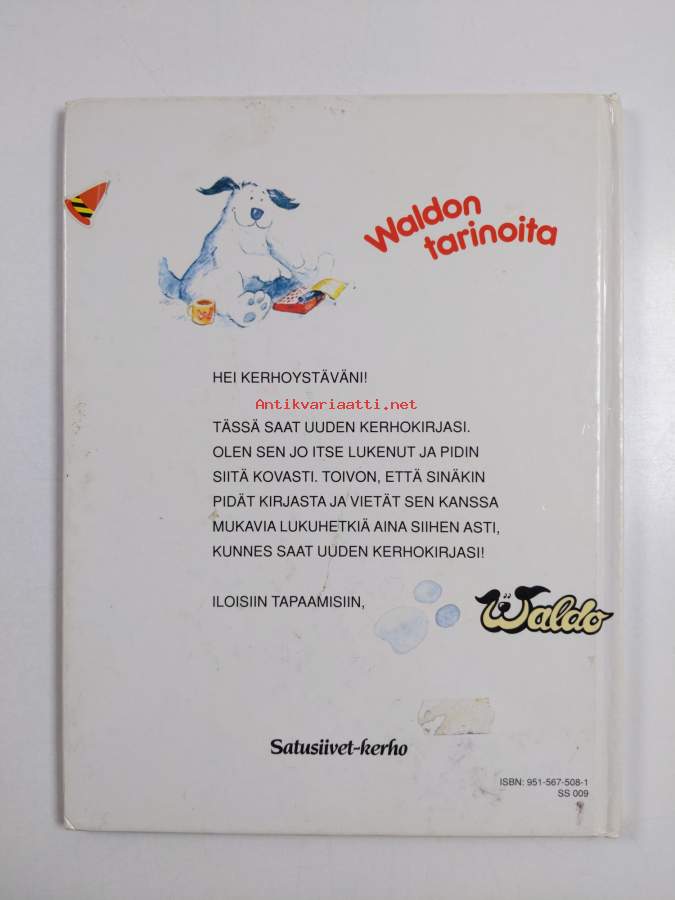 Waldon
tarinoita
HEI KERHOYSTÄVÄNI!
Antikvariaatti.net
TÄSSÄ SAAT UUDEN KERHOKIRJASI.
OLEN SEN JO ITSE LUKENUT JA PIDIN
SIITÄ KOVASTI. TOIVON, ETTÄ SINÄKIN
PIDÄT KIRJASTA JA VIETÄT SEN KANSSA
MUKAVIA LUKUHETKIÄ AINA SIIHEN ASTI,
KUNNES SAAT UUDEN KERHOKIRJASI!
ILOISIIN TAPAAMISIIN,
Waldo
Satusiivet-kerho
ISBN: 951-567-508-1
SS 009